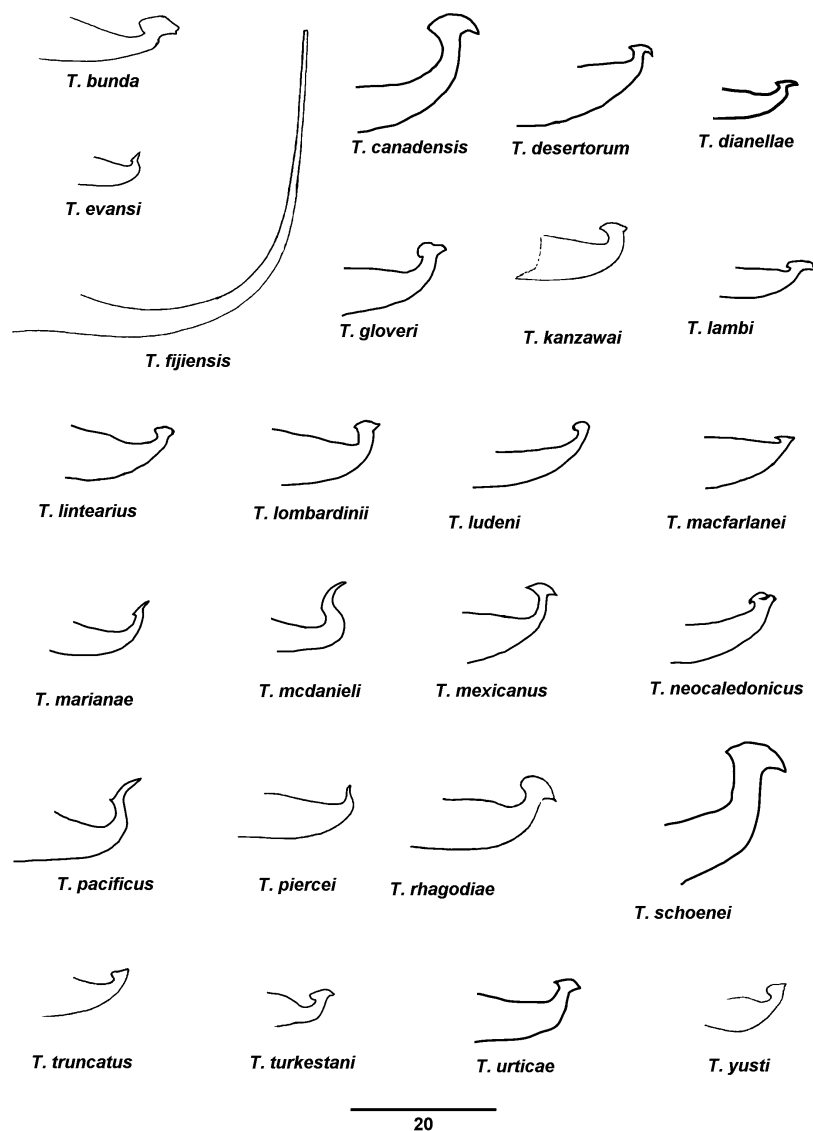 T. bunda
T. canadensis
T. desertorum
T. dianellae
T. evansi
T. fijiensis
T. gloveri
T. kanzawai
T. lambi
T. lintearius
T. lombardinii
T. ludeni
T. macfarlanei
T. marianae
T. mcdanieli
T. mexicanus
T. neocaledonicus
T. pacificus
T. piercei
T. rhagodiae
T. schoenei
T. truncatus
T. turkestani
T. urticae
T. yusti
20